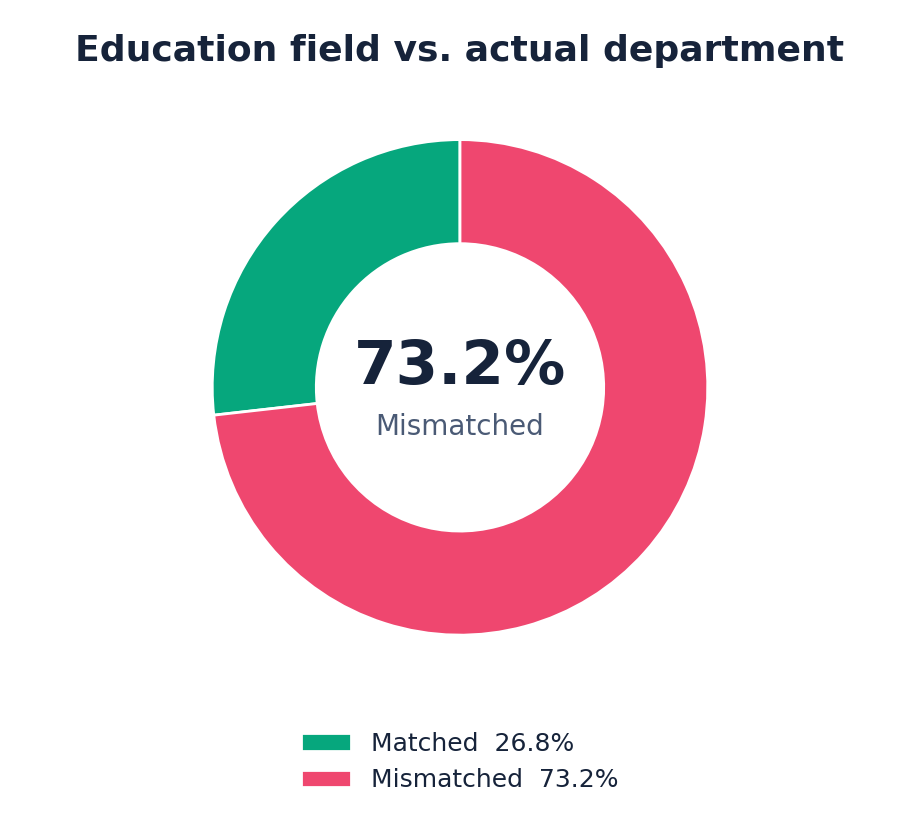 Education field vs. actual department
73.2%
Mismatched
Matched 26.8%
Mismatched 73.2%